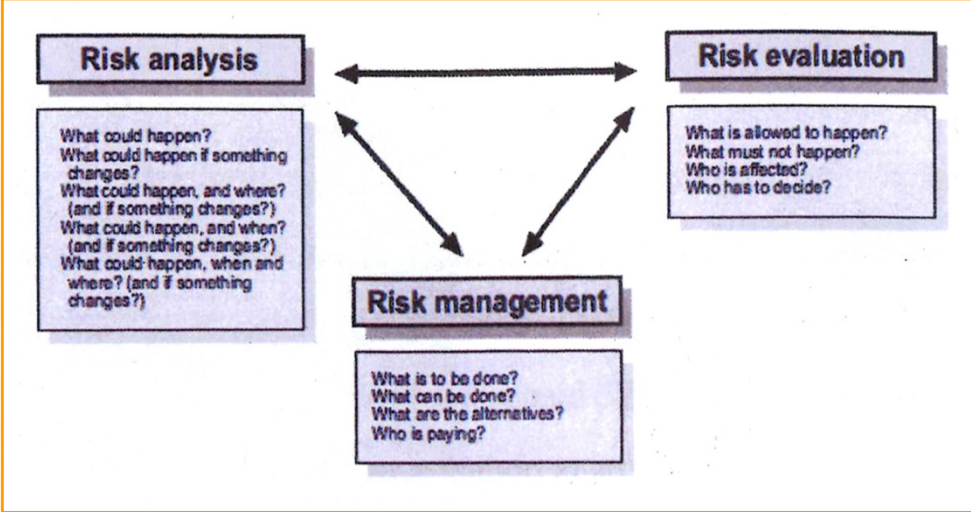 Risk analysis
What could happen?
What could happen if something
changes?
What could happen, and where?
(and if something changes?)
What could happen, and when?
(and if something changes?)
What could happen, when and
where? (and if something
changes?)
Risk evaluation
What is allowed to happen?
What must not happen?
Who is affected?
Who has to decide?
Risk management
What is to be done?
What can be done?
What are the alternatives?
Who is paying?